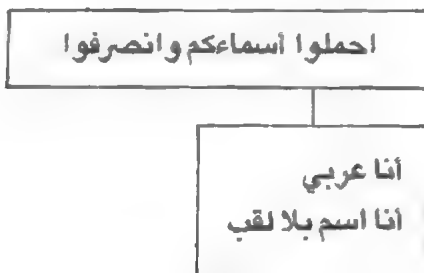 احملوا أسماءكم وانصرفوا
أنا عربي
أنا اسم بلا لقب